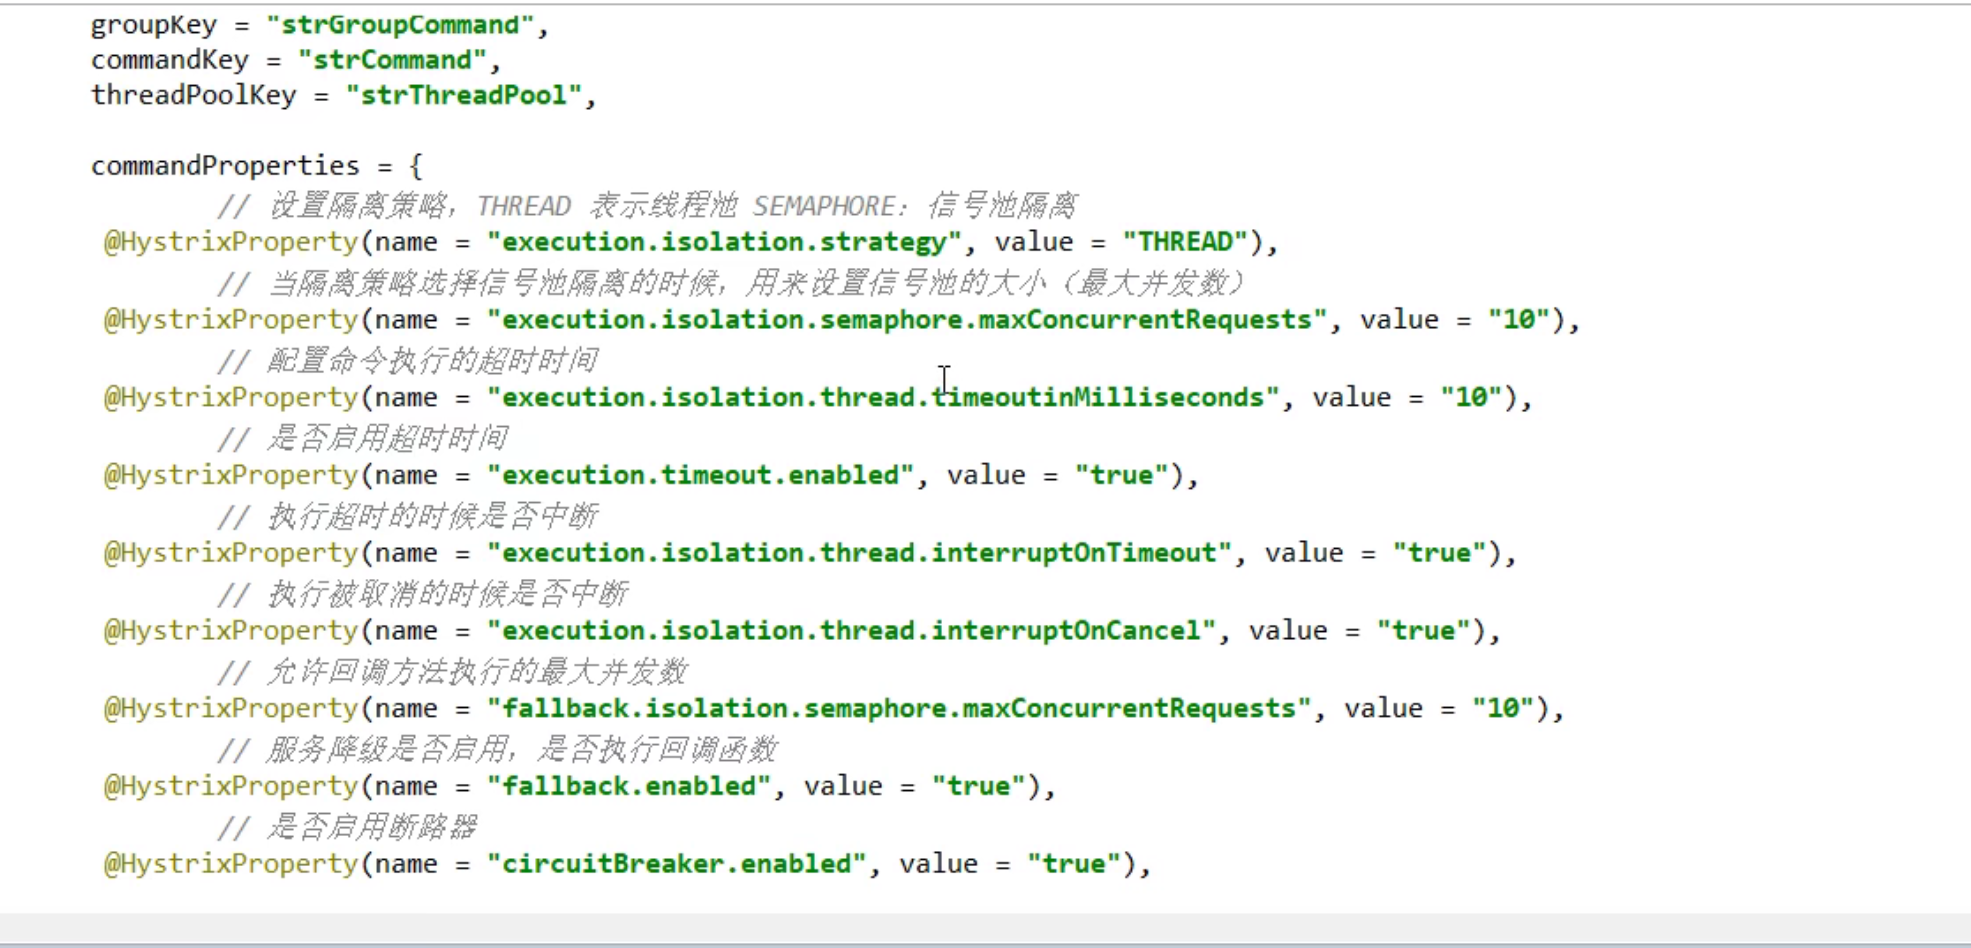 groupKey = "strGroupCommand",
commandKey = "strCommand",
threadPoolKey = "strThreadPool",
commandProperties = {
// 设置隔离策略，THREAD 表示线程池 SEMAPHORE：信号池隔离
@HystrixProperty(name = "execution.isolation.strategy", value = "THREAD"),
// 当隔离策略选择信号池隔离的时候，用来设置信号池的大小（最大并发数）
@HystrixProperty(name = "execution.isolation.semaphore.maxConcurrentRequests", value = "10"),
// 配置命令执行的超时时间
@HystrixProperty(name = "execution.isolation.thread.timeoutinMilliseconds", value = "10"),
// 是否启用超时时间
@HystrixProperty(name = "execution.timeout.enabled", value = "true"),
// 执行超时的时候是否中断
@HystrixProperty(name = "execution.isolation.thread.interruptOnTimeout", value = "true"),
// 执行被取消的时候是否中断
@HystrixProperty(name = "execution.isolation.thread.interruptOnCancel", value = "true"),
// 允许回调方法执行的最大并发数
@HystrixProperty(name = "fallback.isolation.semaphore.maxConcurrentRequests", value = "10"),
// 服务降级是否启用，是否执行回调函数
@HystrixProperty(name = "fallback.enabled", value = "true"),
// 是否启用断路器
@HystrixProperty(name = "circuitBreaker.enabled", value = "true"),